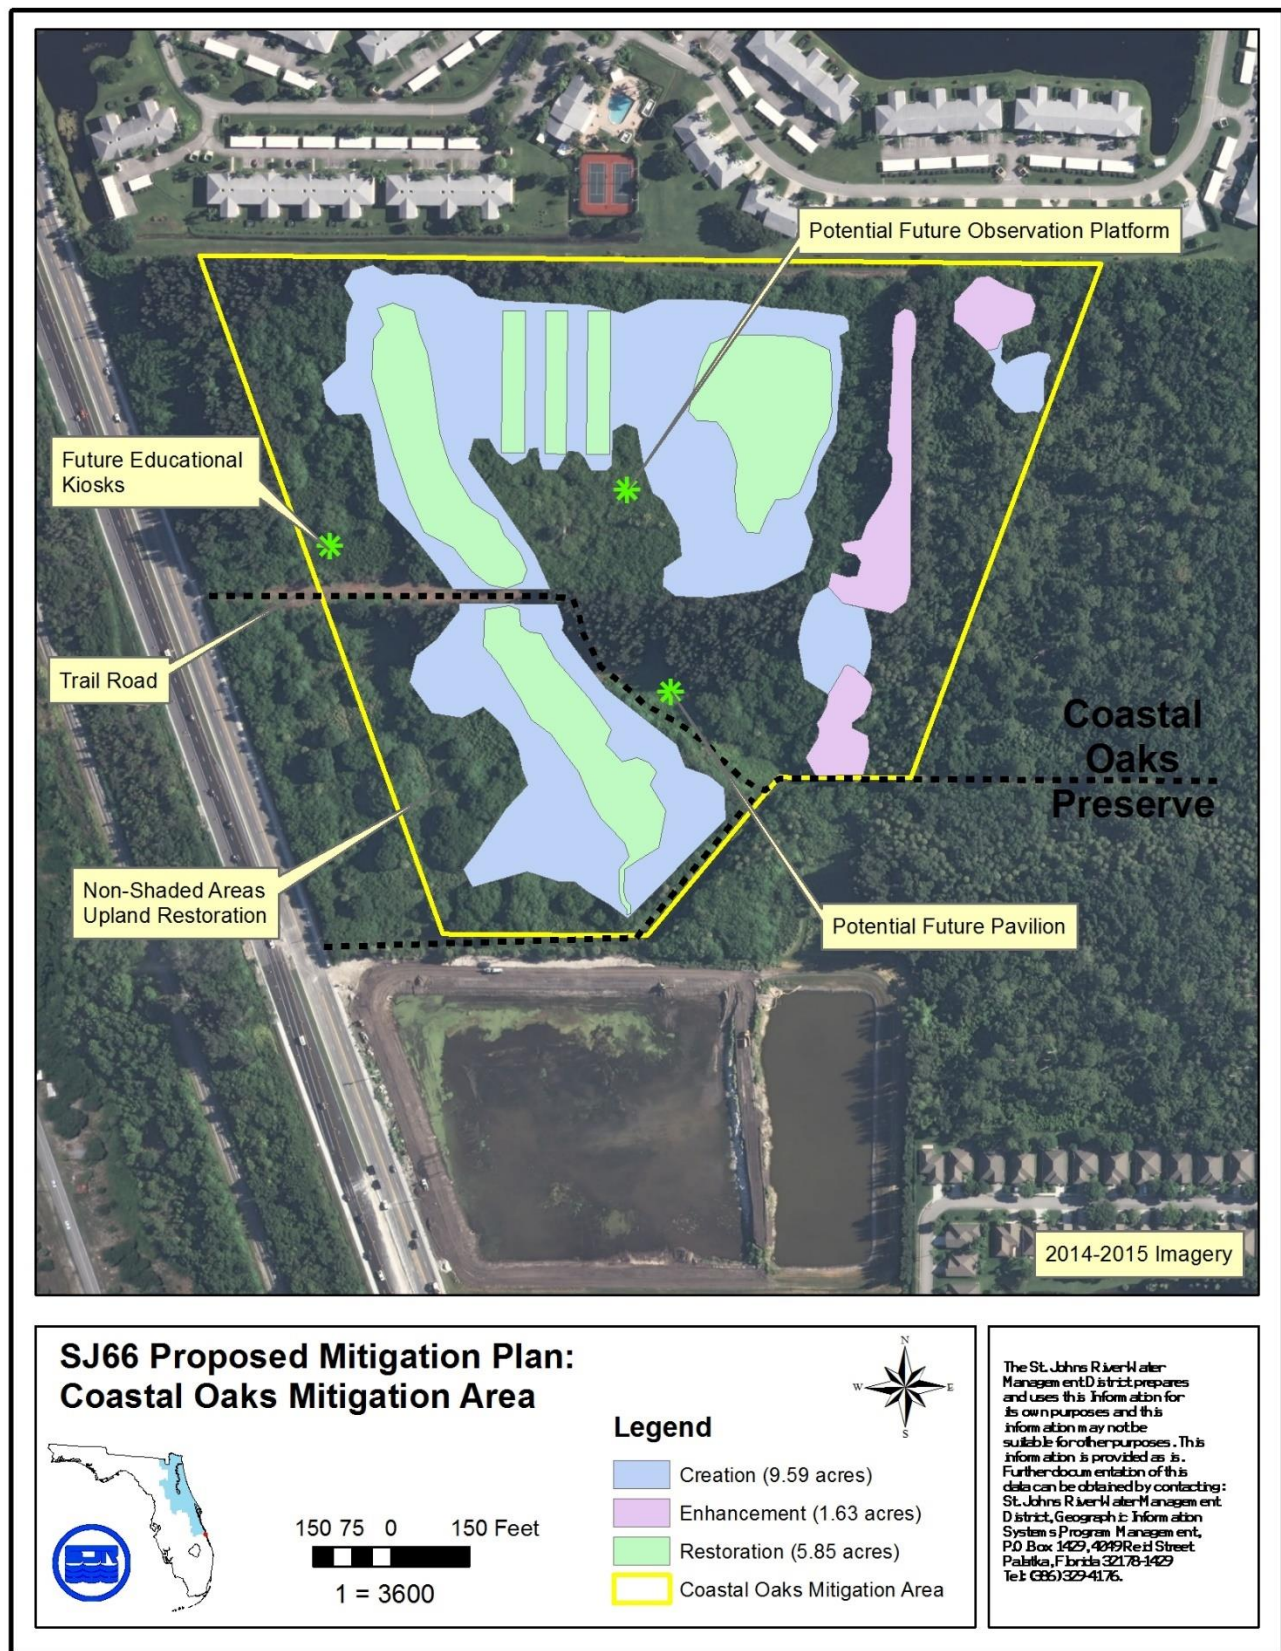 Potential Future Observation Platform
Future Educational
Kiosks
Trail Road
Coastal
Oaks
Preserve
Non-Shaded Areas
Upland Restoration
Potential Future Pavilion
2014-2015 Imagery
SJ66 Proposed Mitigation Plan:
Coastal Oaks Mitigation Area
N
W E
S
Legend
Creation (9.59 acres)
Enhancement (1.63 acres)
Restoration (5.85 acres)
Coastal Oaks Mitigation Area
150 75 0 150 Feet
1 = 3600
The St. Johns River Water
Management District prepares
and uses this information for
its own purposes and this
information may not be
suitable for other purposes. This
information is provided as is.
Further documentation of this
data can be obtained by contacting:
St. Johns River Water Management
District, Geographic Information
Systems Program Management,
P.O. Box 1429, 4049 Reid Street
Palatka, Florida 32178-1429
Tel: (386) 329-4176.